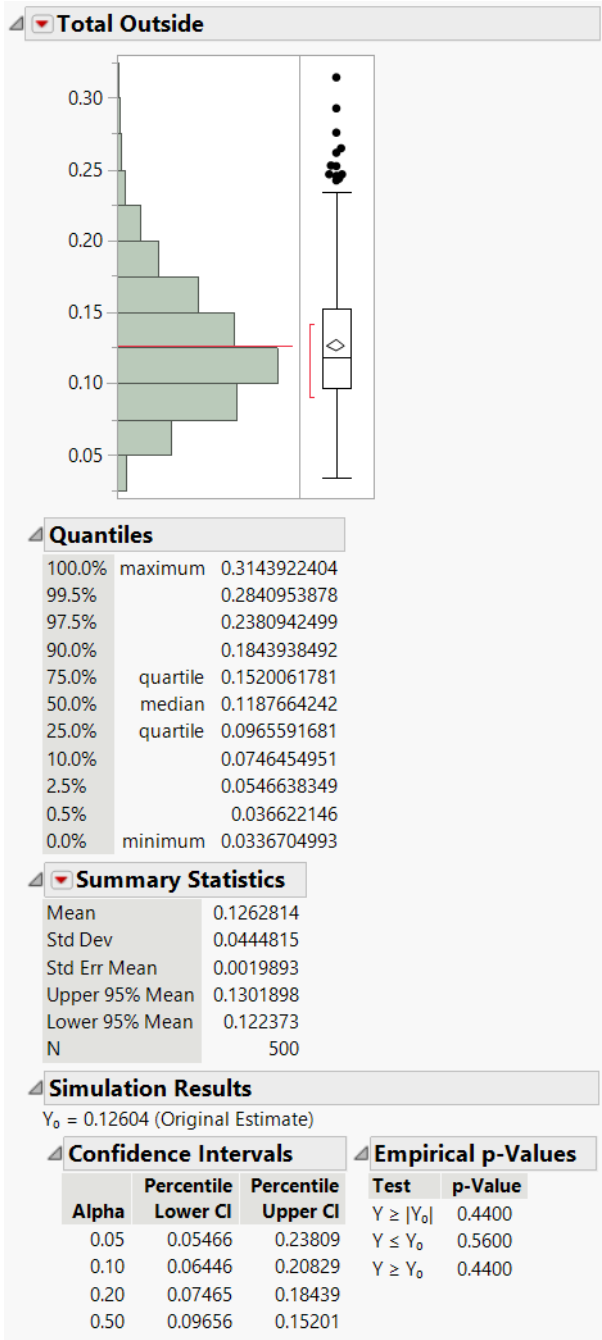 Total Outside
0.30
0.25
0.20
0.15
0.10
0.05
Quantiles
100.0% maximum 0.3143922404
99.5% 0.2840953878
97.5% 0.2380942499
90.0% 0.1843938492
75.0% quartile 0.1520061781
50.0% median 0.1187664242
25.0% quartile 0.0965591681
10.0% 0.0746454951
2.5% 0.0546638349
0.5% 0.036622146
0.0% minimum 0.0336704993
Summary Statistics
Mean 0.1262814
Std Dev 0.0444815
Std Err Mean 0.0019893
Upper 95% Mean 0.1301898
Lower 95% Mean 0.122373
N 500
Simulation Results
Y₀ = 0.12604 (Original Estimate)
Confidence Intervals
Alpha Percentile Lower CI Percentile Upper CI
0.05 0.05466 0.23809
0.10 0.06446 0.20829
0.20 0.07465 0.18439
0.50 0.09656 0.15201
Empirical p-Values
Test p-Value
Y ≥ |Y₀| 0.4400
Y ≤ Y₀ 0.5600
Y ≥ Y₀ 0.4400